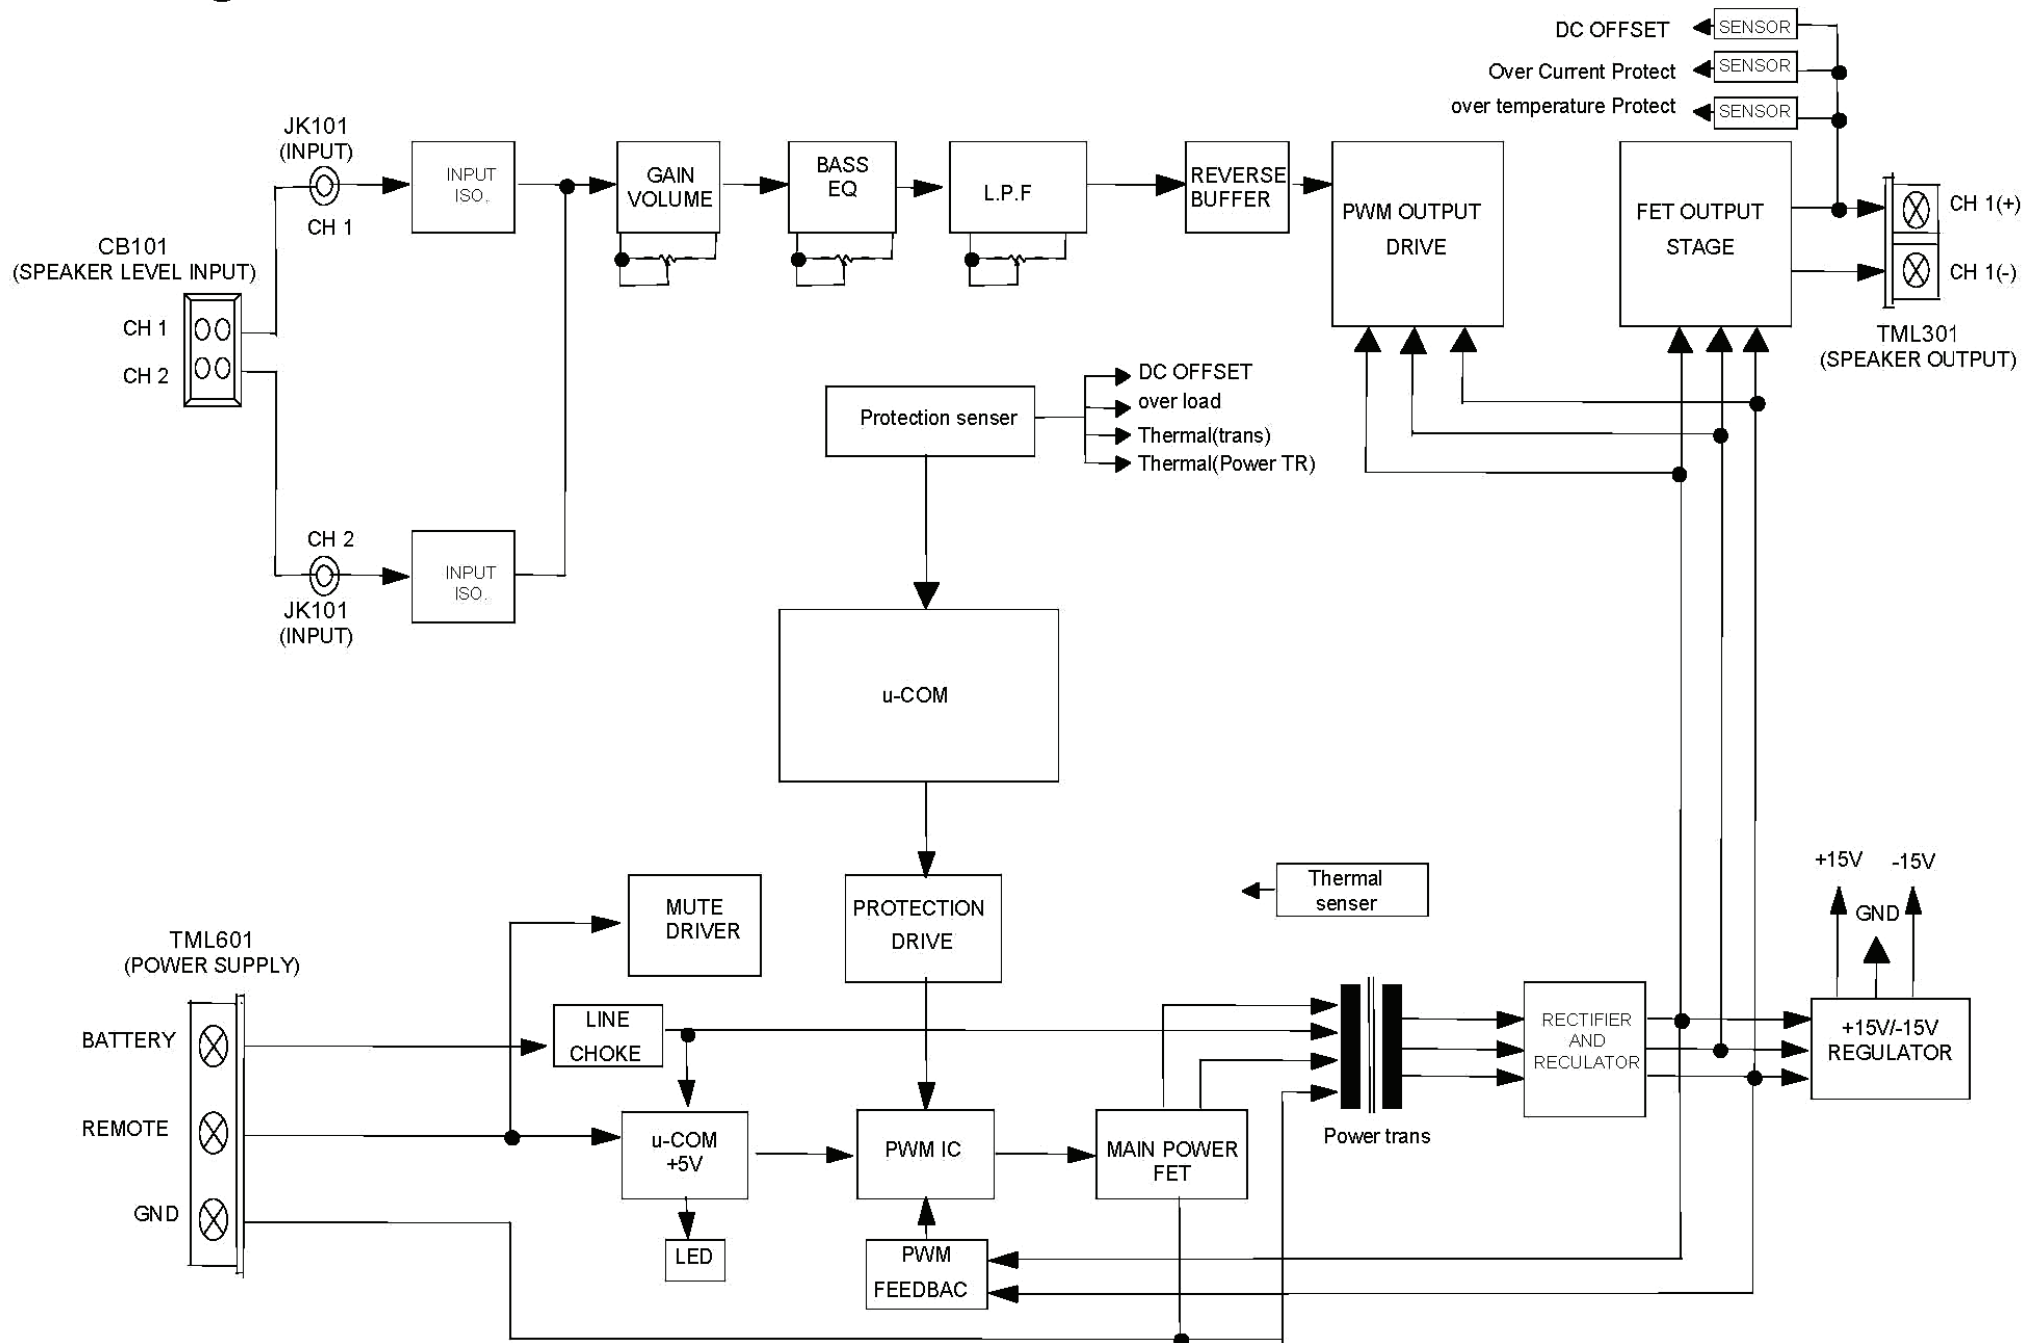 DC OFFSET
SENSOR
Over Current Protect
SENSOR
over temperature Protect
SENSOR
JK101
(INPUT)
CH 1
INPUT
ISO.
GAIN
VOLUME
BASS
EQ
L.P.F
REVERSE
BUFFER
PWM OUTPUT
DRIVE
FET OUTPUT
STAGE
CH 1(+)
CH 1(-)
TML301
(SPEAKER OUTPUT)
CB101
(SPEAKER LEVEL INPUT)
CH 1
CH 2
Protection senser
DC OFFSET
over load
Thermal(trans)
Thermal(Power TR)
CH 2
JK101
(INPUT)
INPUT
ISO.
u-COM
PROTECTION
DRIVE
MUTE
DRIVER
Thermal
senser
+15V
-15V
GND
TML601
(POWER SUPPLY)
BATTERY
REMOTE
GND
LINE
CHOKE
u-COM
+5V
LED
PWM IC
PWM
FEEDBAC
MAIN POWER
FET
Power trans
RECTIFIER
AND
RECULATOR
+15V/-15V
REGULATOR